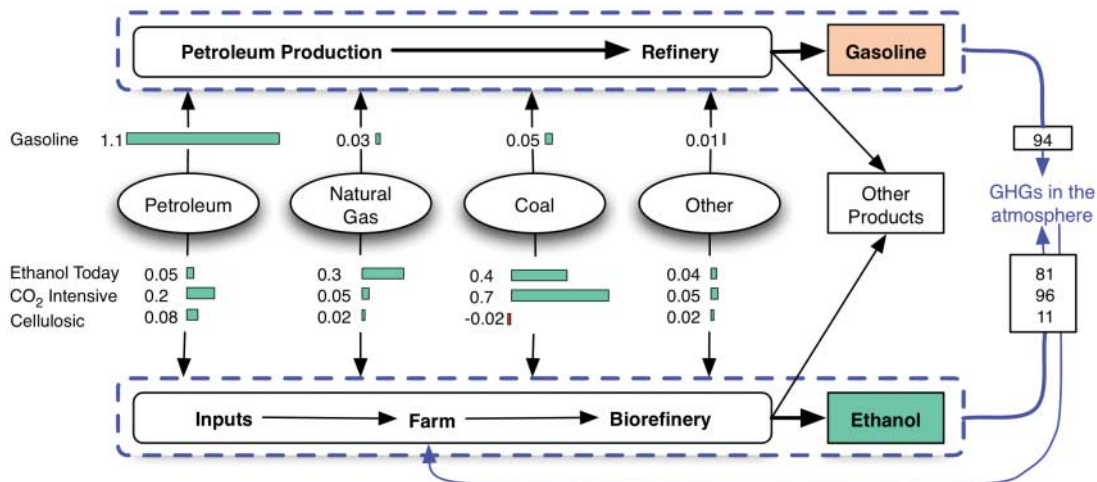 Petroleum Production Refinery Gasoline
Gasoline 1.1 0.03 0.05 0.01 94
Petroleum Natural Gas Coal Other Other Products GHGs in the atmosphere
Ethanol Today 0.05 0.3 0.4 0.04 81
CO2 Intensive 0.2 0.05 0.7 0.05 96
Cellulosic 0.08 0.02 -0.02 0.02 11
Inputs Farm Biorefinery Ethanol